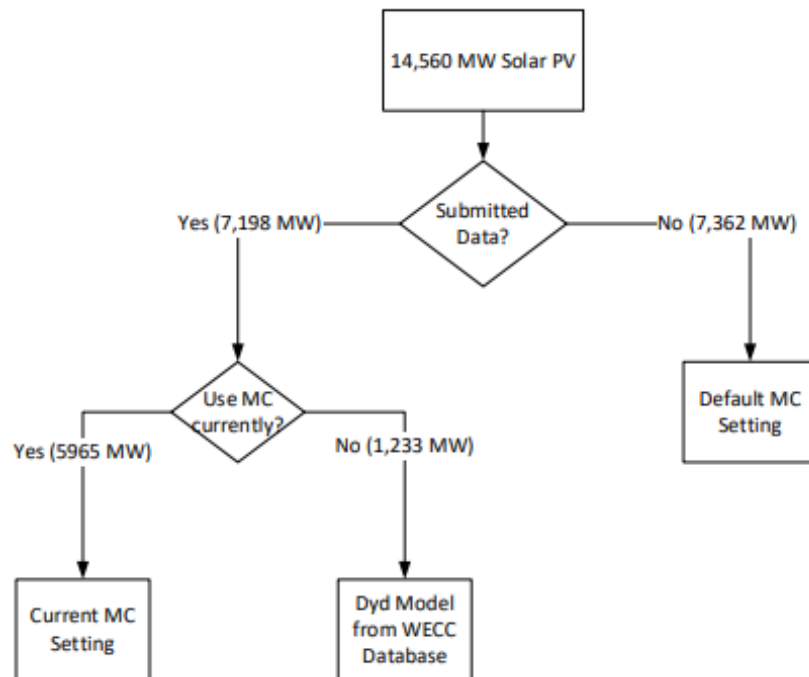 14,560 MW Solar PV
Submitted
Data?
Yes (7,198 MW)
No (7,362 MW)
Use MC
currently?
Default MC
Setting
Yes (5965 MW)
No (1,233 MW)
Current MC
Setting
Dyd Model
from WECC
Database